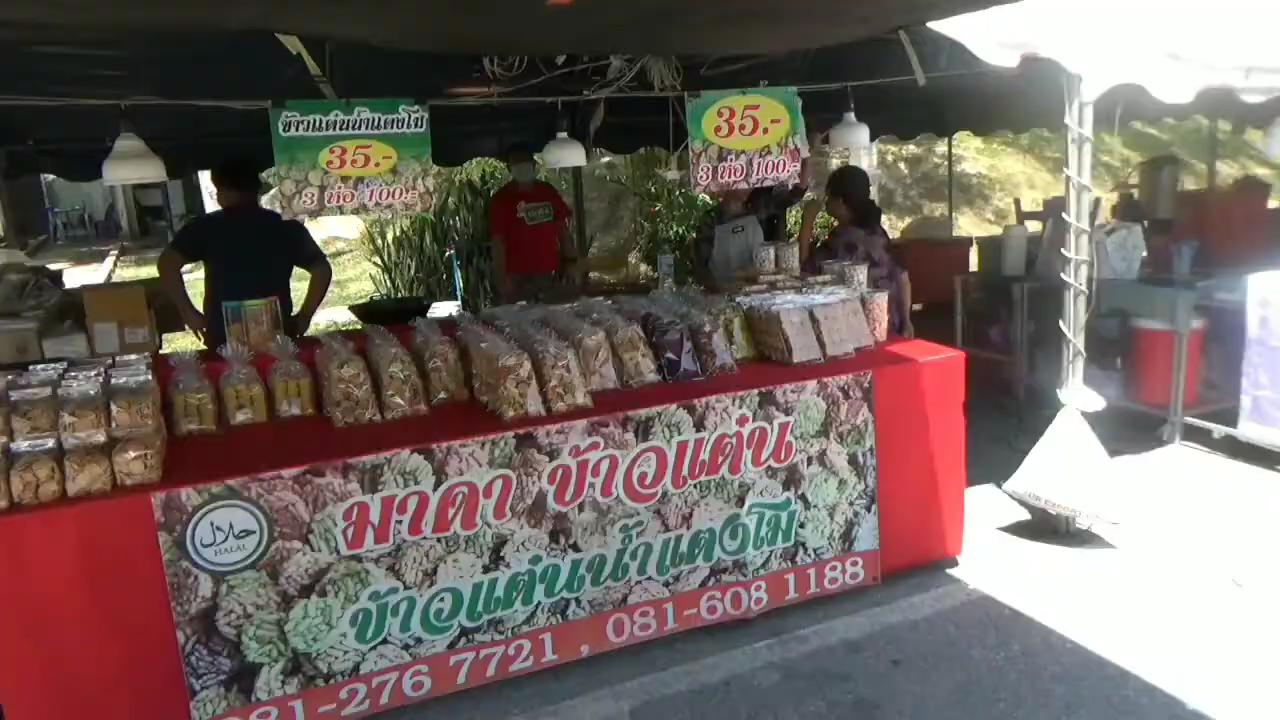 ข้าวแต๋นน้ำแตงโม
35.-
3 ห่อ 100.-
35.-
3 ห่อ 100.-
มาดา ข้าวแต๋น
ข้าวแต๋นน้ำแตงโม
حلال
HALAL
081-276 7721 , 081-608 1188